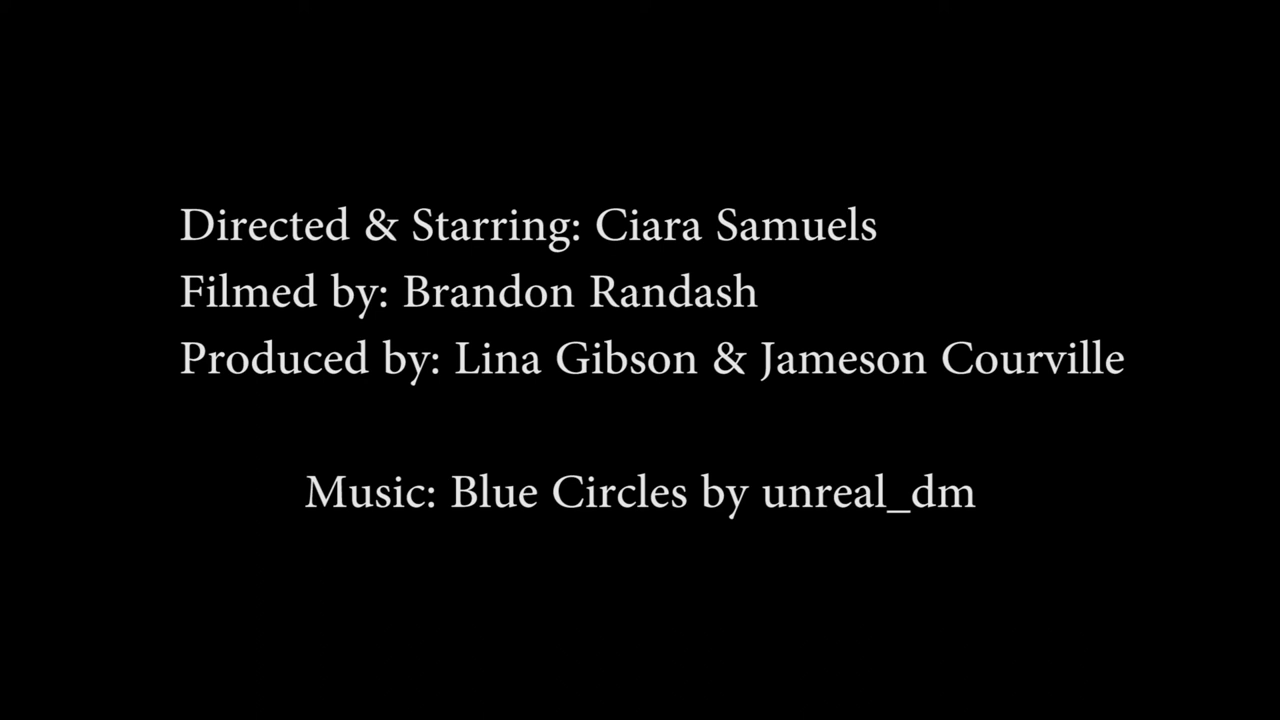 Directed & Starring: Ciara Samuels
Filmed by: Brandon Randash
Produced by: Lina Gibson & Jameson Courville
Music: Blue Circles by unreal_dm